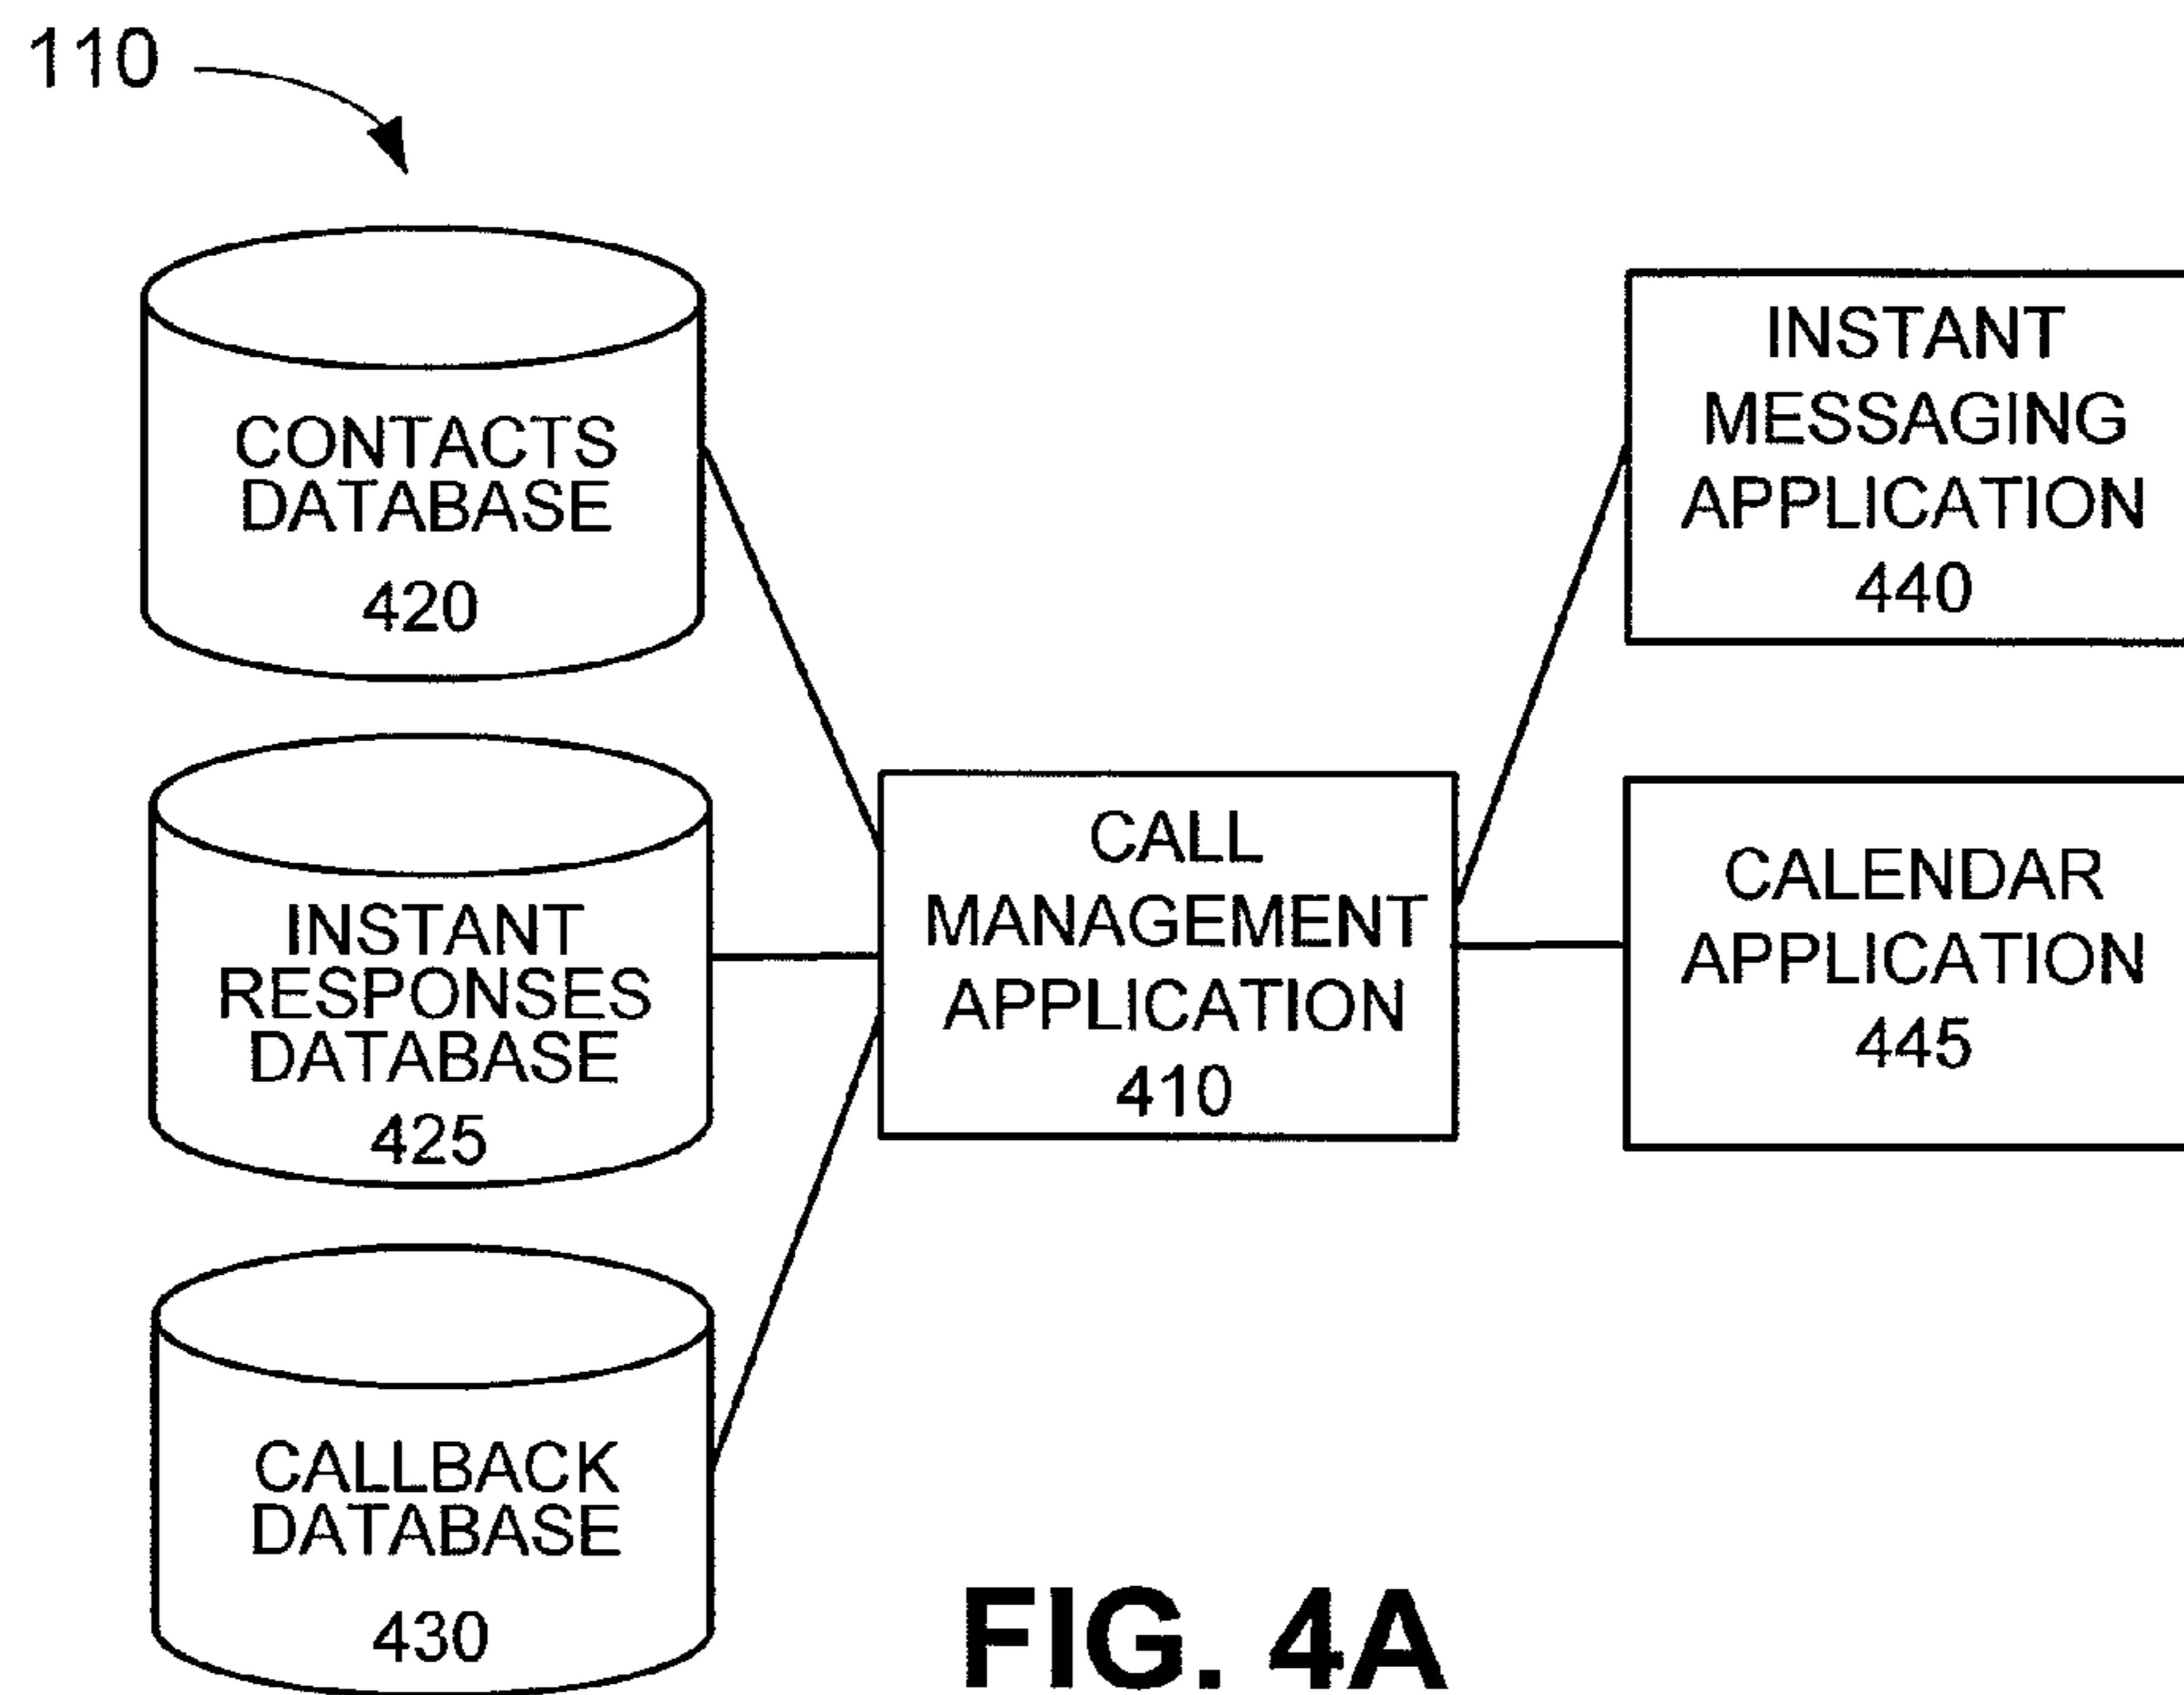 110
CONTACTS
DATABASE
420
INSTANT
RESPONSES
DATABASE
425
CALLBACK
DATABASE
430
CALL
MANAGEMENT
APPLICATION
410
INSTANT
MESSAGING
APPLICATION
440
CALENDAR
APPLICATION
445
FIG. 4A